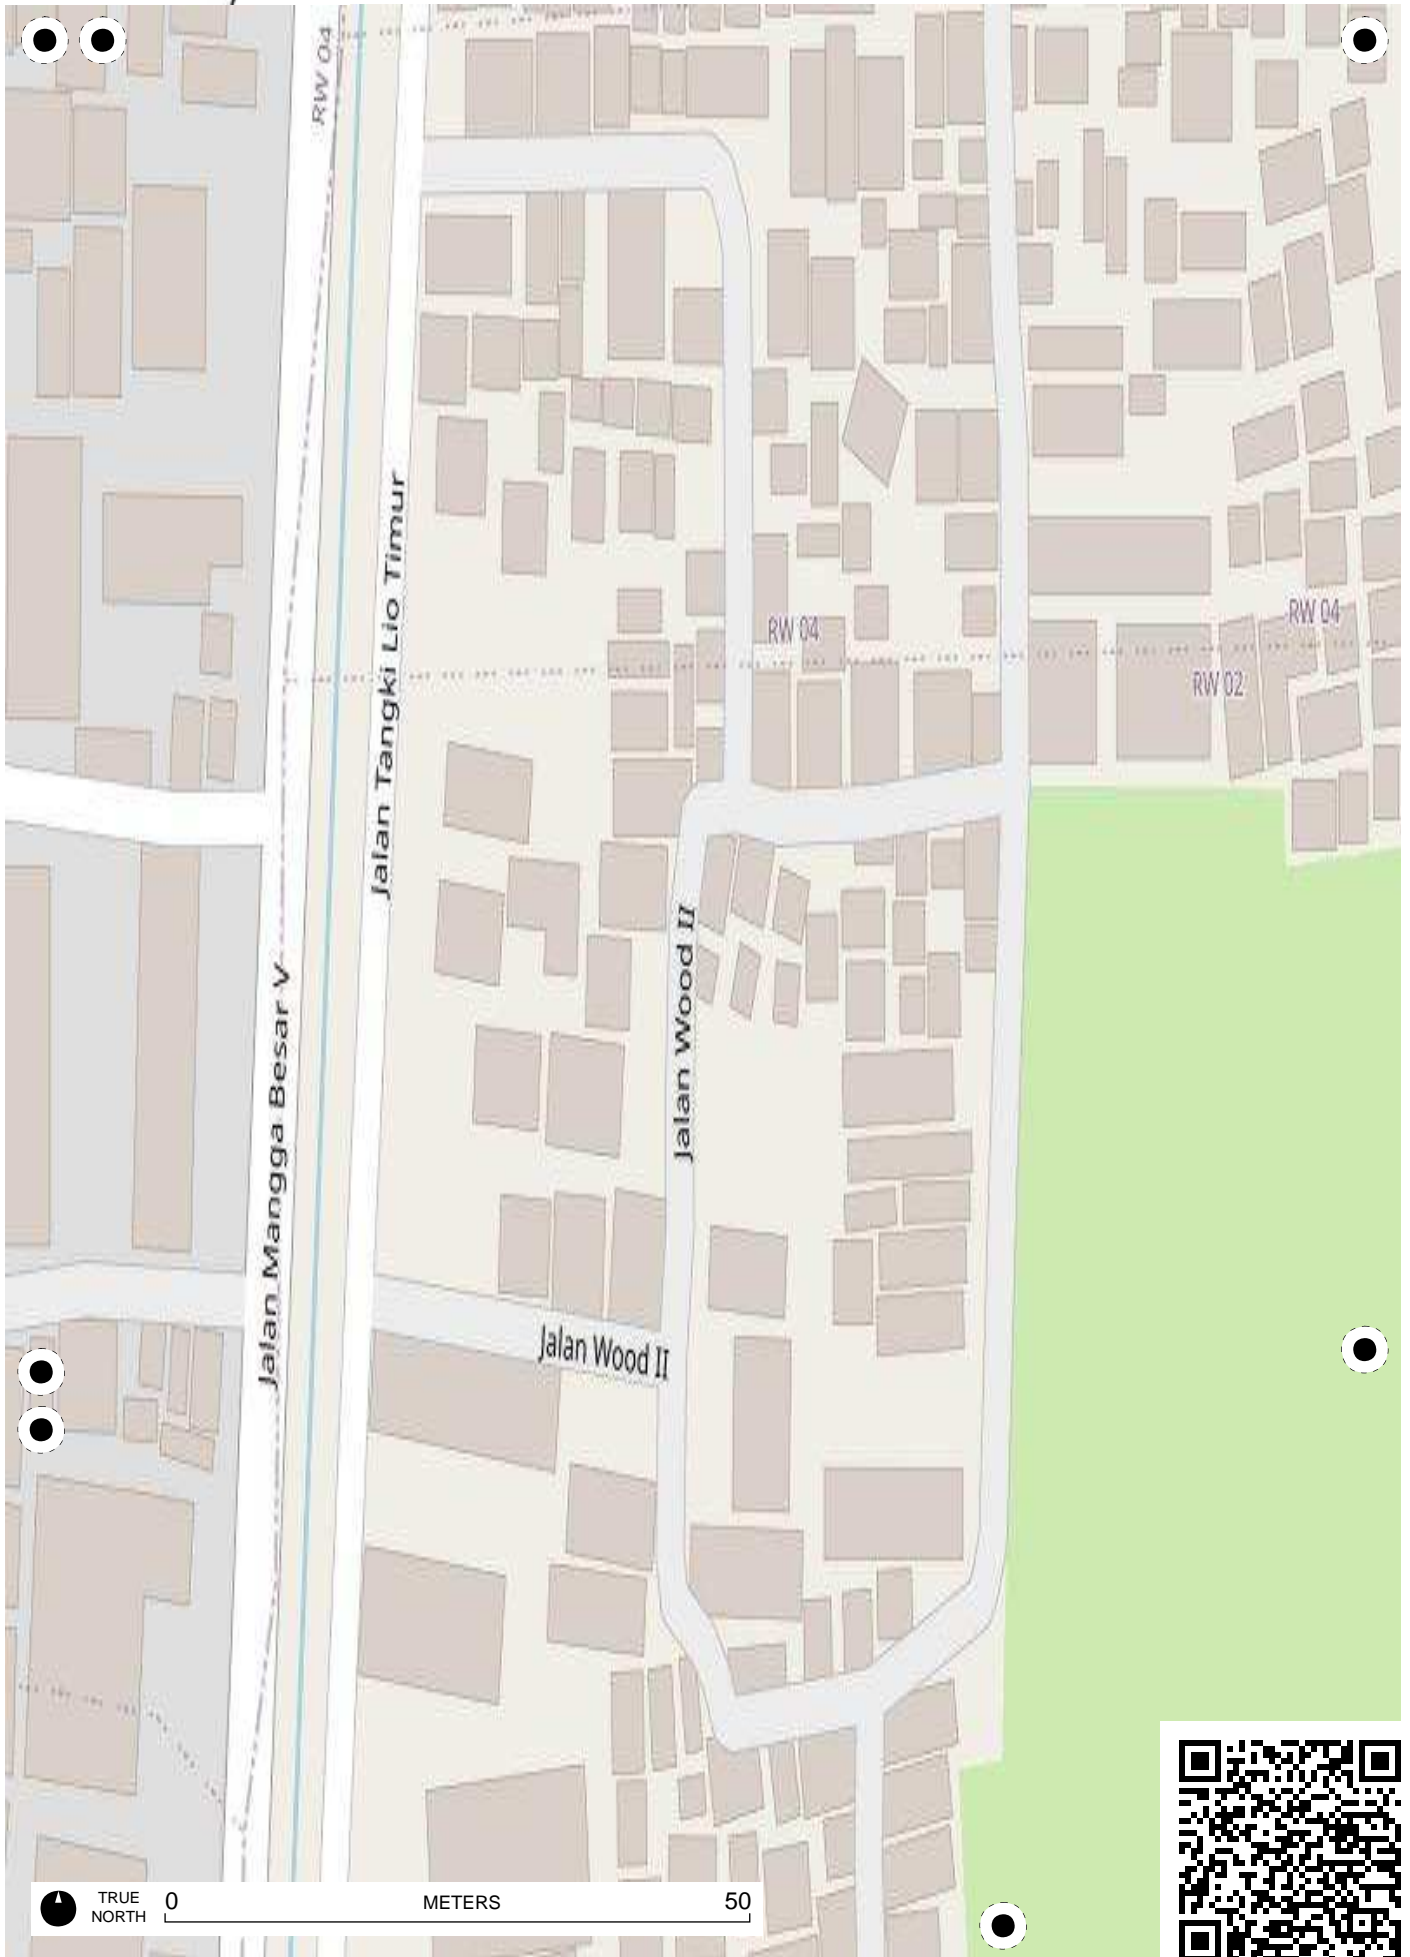 RW 04
Jalan Tangki Lio Timur
RW 04
RW 04
RW 02
Jalan Mangga Besar V
Jalan Wood II
Jalan Wood II
TRUE NORTH
0 METERS 50